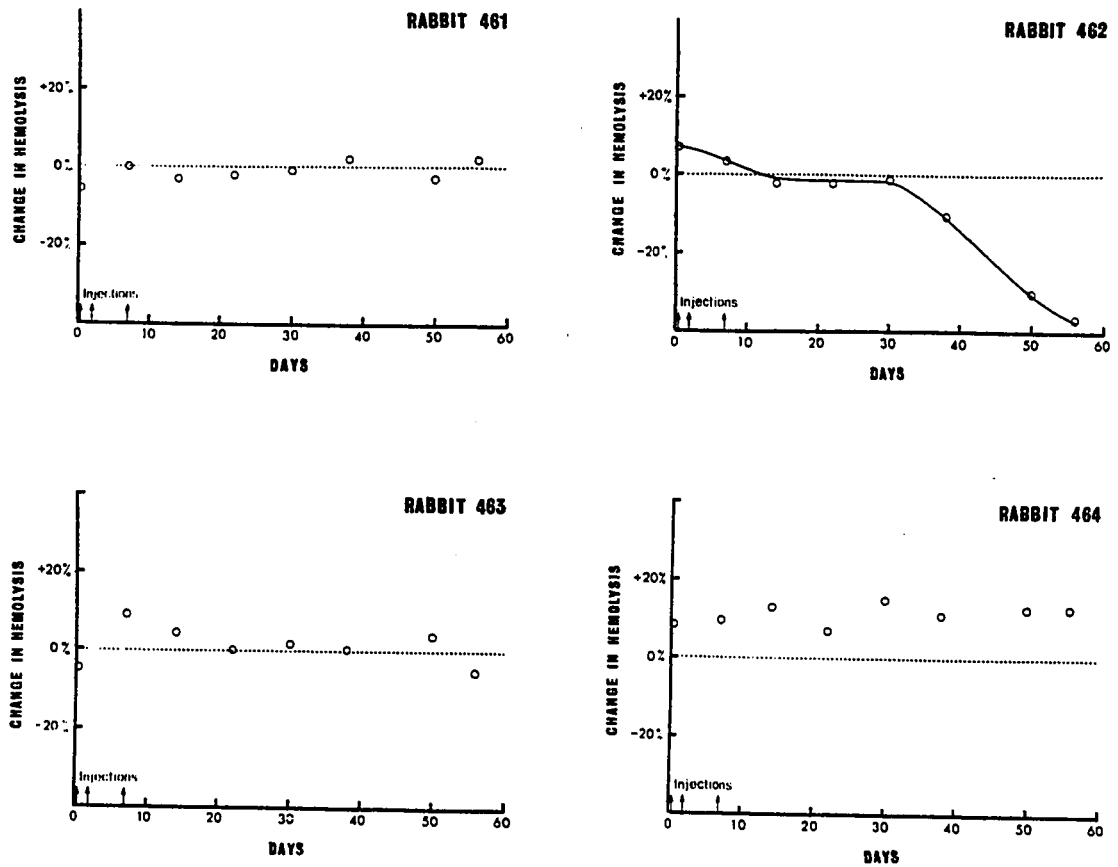 RABBIT 461
CHANGE IN HEMOLYSIS
+20%
0%
-20%
Injections
0 10 20 30 40 50 60
DAYS
RABBIT 462
CHANGE IN HEMOLYSIS
+20%
0%
-20%
Injections
0 10 20 30 40 50 60
DAYS
RABBIT 463
CHANGE IN HEMOLYSIS
+20%
0%
-20%
Injections
0 10 20 30 40 50 60
DAYS
RABBIT 464
CHANGE IN HEMOLYSIS
+20%
0%
-20%
Injections
0 10 20 30 40 50 60
DAYS